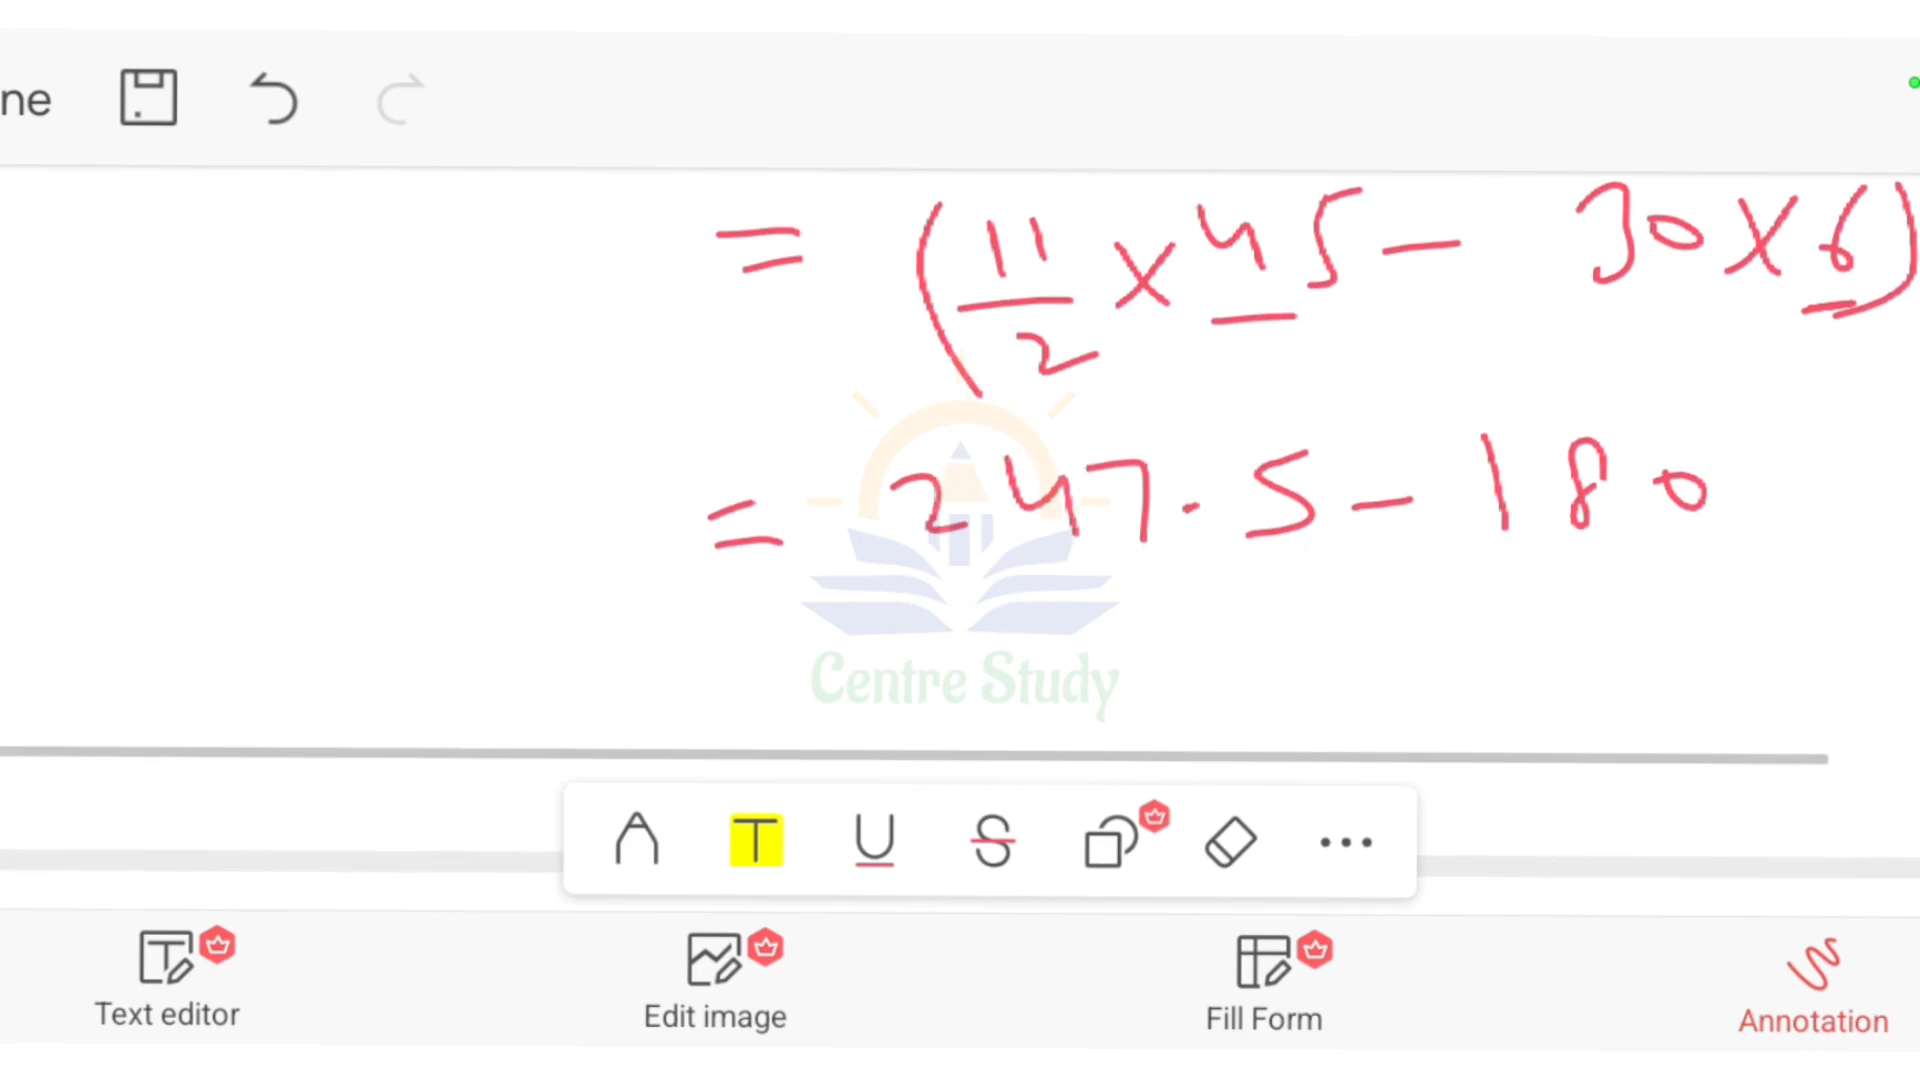 ne
= (11/2 × 45 - 30 × 6)
= 247.5 - 180
Centre Study
A T U S
Text editor Edit image Fill Form Annotation